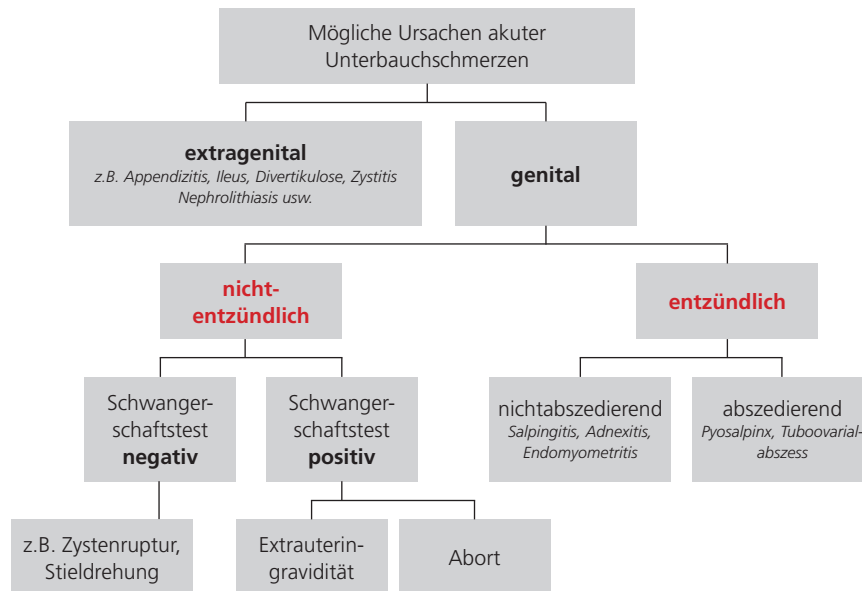 Mögliche Ursachen akuter
Unterbauchschmerzen
extragenital
z.B. Appendizitis, Ileus, Divertikulose, Zystitis
Nephrolithiasis usw.
genital
nicht-
entzündlich
entzündlich
Schwanger-
schaftstest
negativ
Schwanger-
schaftstest
positiv
nichtabszedierend
Salpingitis, Adnexitis,
Endomyometritis
abszedierend
Pyosalpinx, Tuboovarial-
abszess
z.B. Zystenruptur,
Stieldrehung
Extrauterin-
gravidität
Abort